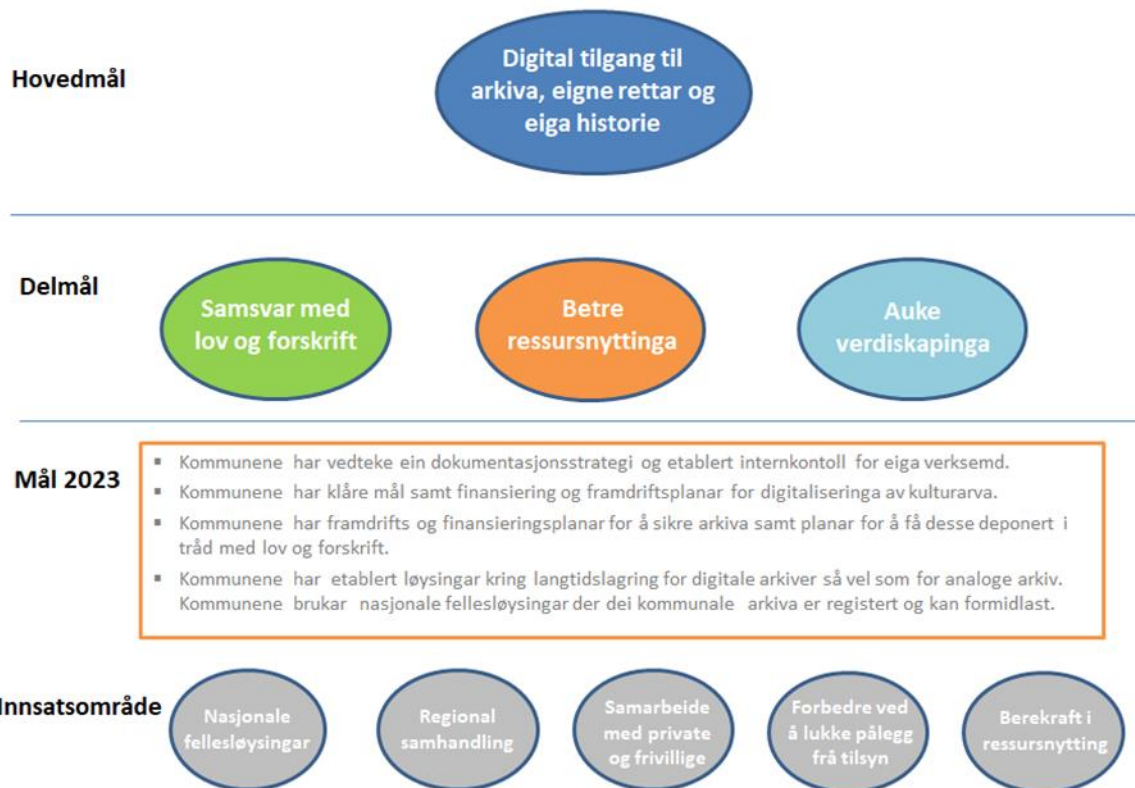 Hovedmål
Digital tilgang til
arkiva, eigne rettar og
eiga historie
Delmål
Samsvar med
lov og forskrift
Betre
ressursnyttinga
Auke
verdiskapinga
Mål 2023
▪ Kommunene har vedteke ein dokumentasjonsstrategi og etablert internkontoll for eiga verksemd.
▪ Kommunene har klåre mål samt finansiering og framdriftsplanar for digitaliseringa av kulturarva.
▪ Kommunene har framdrifts og finansieringsplanar for å sikre arkiva samt planar for å få desse deponert i
tråd med lov og forskrift.
▪ Kommunene har etablert løysingar kring langtidslagring for digitale arkiver så vel som for analoge arkiv.
Kommunene brukar nasjonale fellesløysingar der dei kommunale arkiva er registert og kan formidlast.
Innsatsområde
Nasjonale
fellesløysingar
Regional
samhandling
Samarbeide
med private
og frivillige
Forbedre ved
å lukke pålegg
frå tilsyn
Berekraft i
ressursnytting